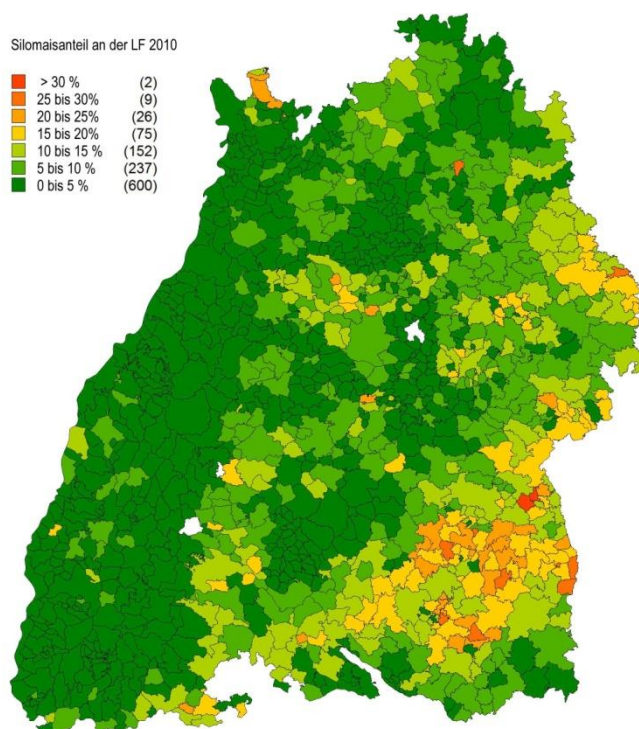 Silomaisanteil an der LF 2010
> 30 % (2)
25 bis 30% (9)
20 bis 25% (26)
15 bis 20% (75)
10 bis 15 % (152)
5 bis 10 % (237)
0 bis 5 % (600)